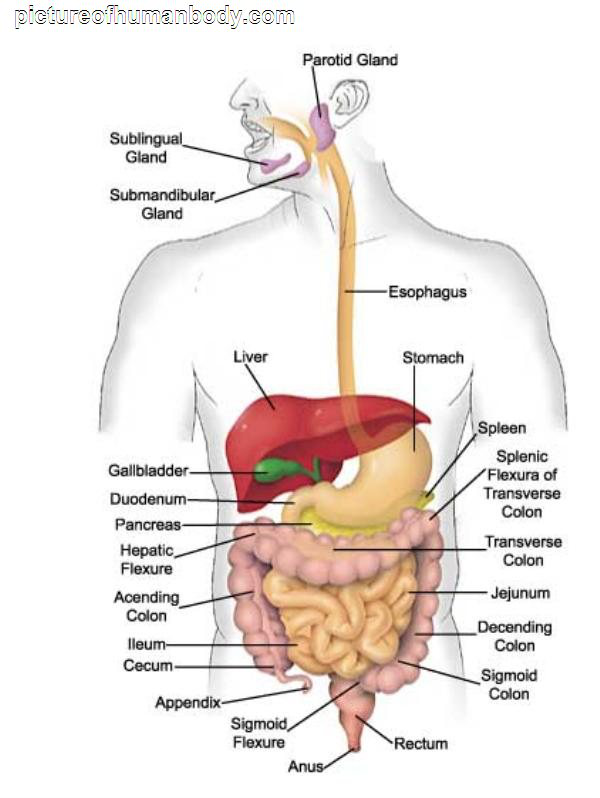 pictureofhumanbody.com
Parotid Gland
Sublingual
Gland
Submandibular
Gland
Esophagus
Liver
Stomach
Spleen
Gallbladder
Splenic
Flexura of
Transverse
Colon
Duodenum
Pancreas
Hepatic
Flexure
Transverse
Colon
Acending
Colon
Jejunum
Ileum
Decending
Colon
Cecum
Sigmoid
Colon
Appendix
Sigmoid
Flexure
Rectum
Anus